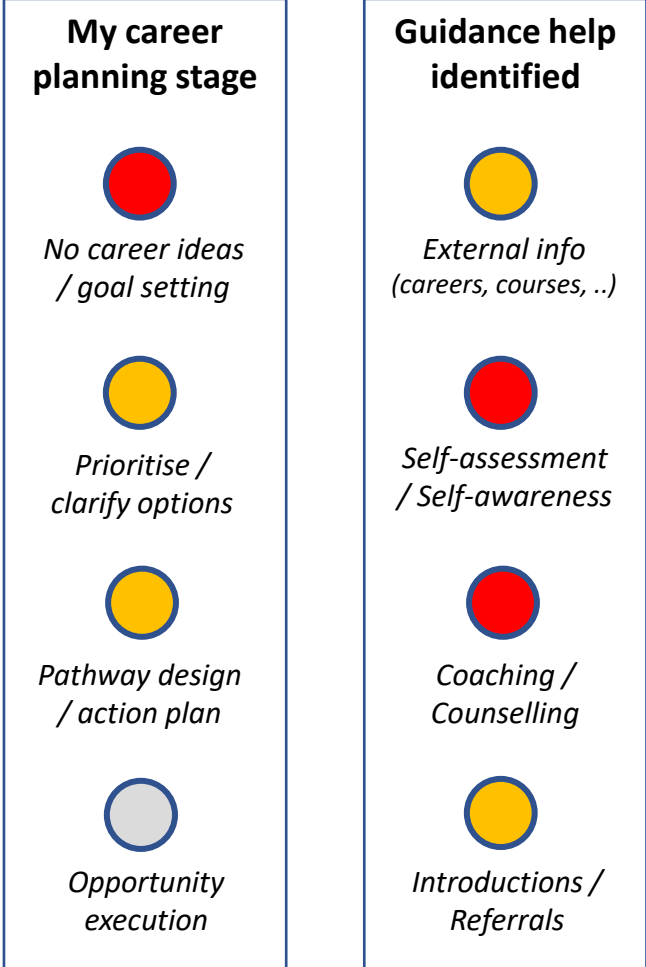 My career
planning stage
No career ideas
/ goal setting
Prioritise /
clarify options
Pathway design
/ action plan
Opportunity
execution
Guidance help
identified
External info
(careers, courses, ..)
Self-assessment
/ Self-awareness
Coaching /
Counselling
Introductions /
Referrals